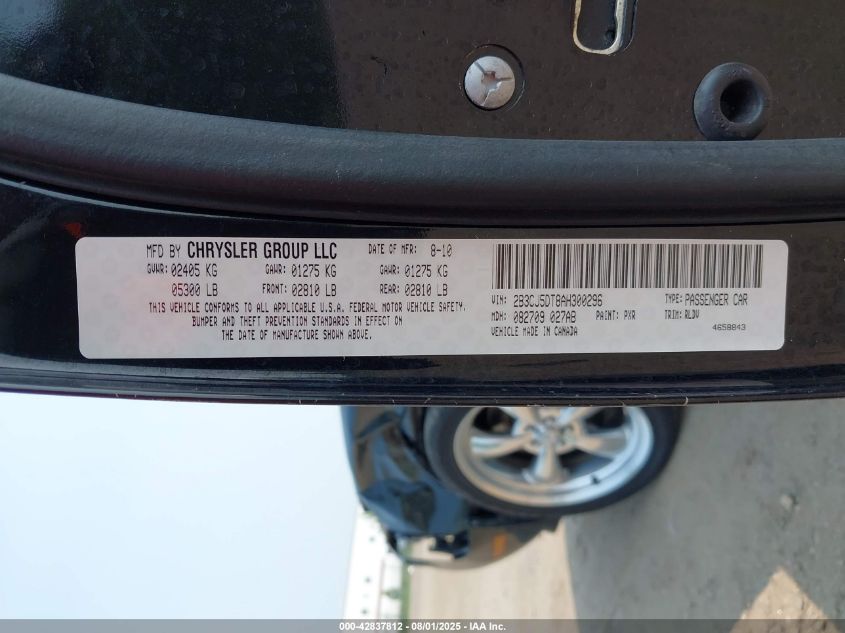 MFD BY CHRYSLER GROUP LLC DATE OF MFR: 8-10
GVWR: 02405 KG GAWR: 01275 KG GAWR: 01275 KG
05300 LB FRONT: 02810 LB REAR: 02810 LB
THIS VEHICLE CONFORMS TO ALL APPLICABLE U.S.A. FEDERAL MOTOR VEHICLE SAFETY,
BUMPER AND THEFT PREVENTION STANDARDS IN EFFECT ON
THE DATE OF MANUFACTURE SHOWN ABOVE.
VIN: 2B3CJ5DT8AH300296 TYPE: PASSENGER CAR
MDH: 082709 027AB PAINT: PXR TRIM: RLDV
VEHICLE MADE IN CANADA 4658843
000-42837812 - 08/01/2025 - IAA Inc.